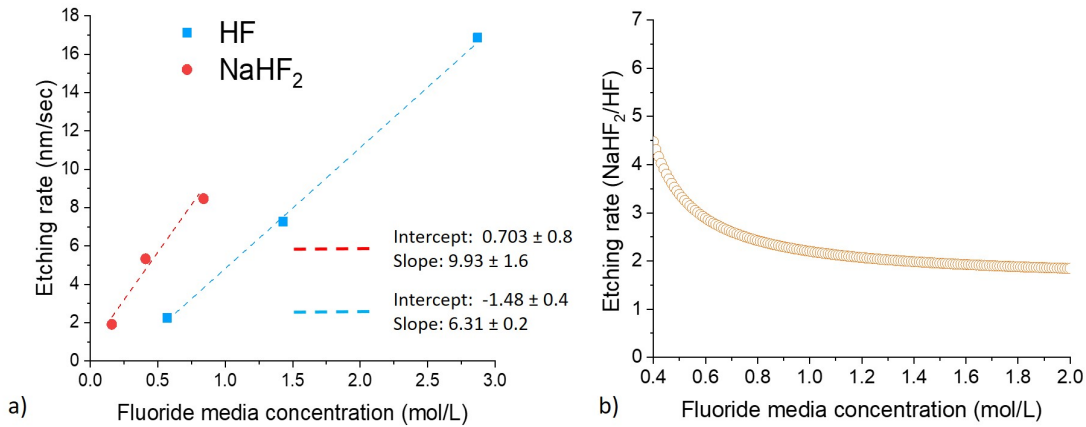 18
16
14
12
10
8
6
4
2
0
Etching rate (nm/sec)
HF
NaHF₂
Intercept:  0.703 ± 0.8
Slope: 9.93 ± 1.6
Intercept:  -1.48 ± 0.4
Slope: 6.31 ± 0.2
0.0 0.5 1.0 1.5 2.0 2.5 3.0
a) Fluoride media concentration (mol/L)
7
6
5
4
3
2
1
0
Etching rate (NaHF₂/HF)
0.4 0.6 0.8 1.0 1.2 1.4 1.6 1.8 2.0
b) Fluoride media concentration (mol/L)